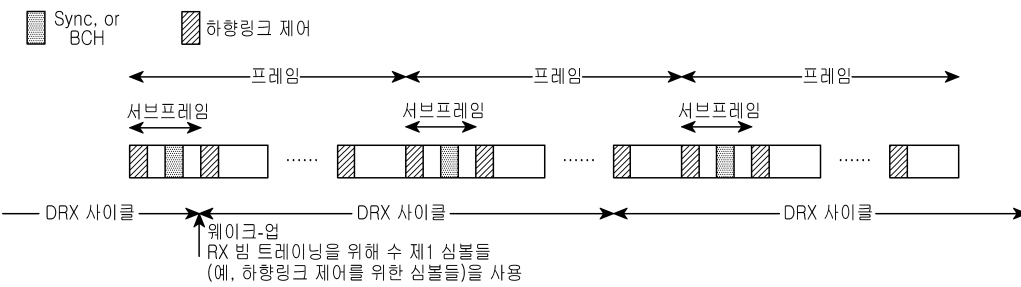 Sync, or
BCH
하향링크 제어
프레임 프레임 프레임
서브프레임 서브프레임 서브프레임
...... ...... ......
DRX 사이클 DRX 사이클 DRX 사이클
웨이크-업
RX 빔 트레이닝을 위해 수 제1 심볼들
(예, 하향링크 제어를 위한 심볼들)을 사용